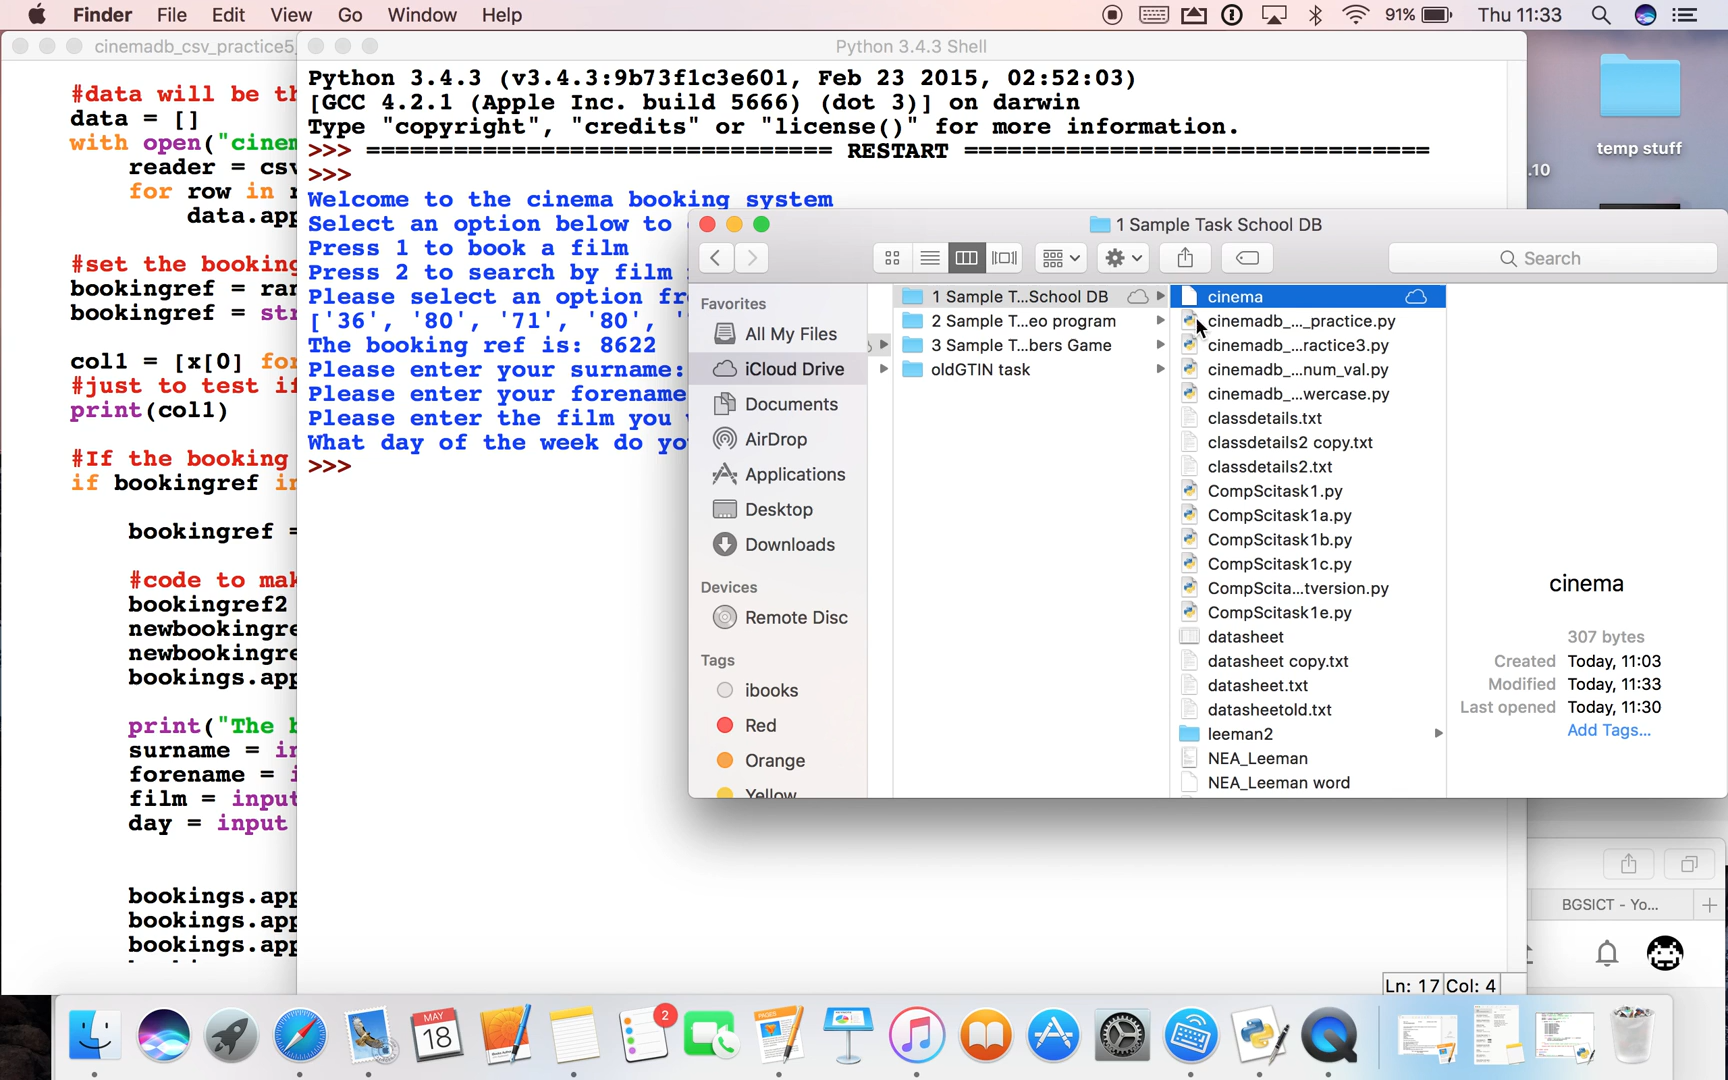 Finder File Edit View Go Window Help
91% Thu 11:33
cinemadb_csv_practice5
Python 3.4.3 Shell
#data will be th
data = []
with open("cinem
reader = csv
for row in r
data.app
#set the booking
bookingref = ran
bookingref = str
col1 = [x[0] for
#just to test if
print(col1)
#If the booking
if bookingref in
bookingref =
#code to mak
bookingref2
newbookingre
newbookingre
bookings.app
print("The b
surname = in
forename = i
film = input
day = input
bookings.app
bookings.app
bookings.app
Python 3.4.3 (v3.4.3:9b73f1c3e601, Feb 23 2015, 02:52:03)
[GCC 4.2.1 (Apple Inc. build 5666) (dot 3)] on darwin
Type "copyright", "credits" or "license()" for more information.
>>> ================================ RESTART ================================
>>>
Welcome to the cinema booking system
Select an option below to
Press 1 to book a film
Press 2 to search by film
Please select an option fr
['36', '80', '71', '80', '
The booking ref is: 8622
Please enter your surname:
Please enter your forename
Please enter the film you
What day of the week do yo
>>>
Ln: 17 Col: 4
1 Sample Task School DB
Search
Favorites
All My Files
iCloud Drive
Documents
AirDrop
Applications
Desktop
Downloads
Devices
Remote Disc
Tags
ibooks
Red
Orange
Yellow
1 Sample T...School DB
2 Sample T...eo program
3 Sample T...bers Game
oldGTIN task
cinema
cinemadb_..._practice.py
cinemadb_...ractice3.py
cinemadb_...num_val.py
cinemadb_...wercase.py
classdetails.txt
classdetails2 copy.txt
classdetails2.txt
CompScitask1.py
CompScitask1a.py
CompScitask1b.py
CompScitask1c.py
CompScita...tversion.py
CompScitask1e.py
datasheet
datasheet copy.txt
datasheet.txt
datasheetold.txt
leeman2
NEA_Leeman
NEA_Leeman word
cinema
307 bytes
Created Today, 11:03
Modified Today, 11:33
Last opened Today, 11:30
Add Tags...
temp stuff
.10
BGSICT - Yo...
MAY
18
2
PAGES